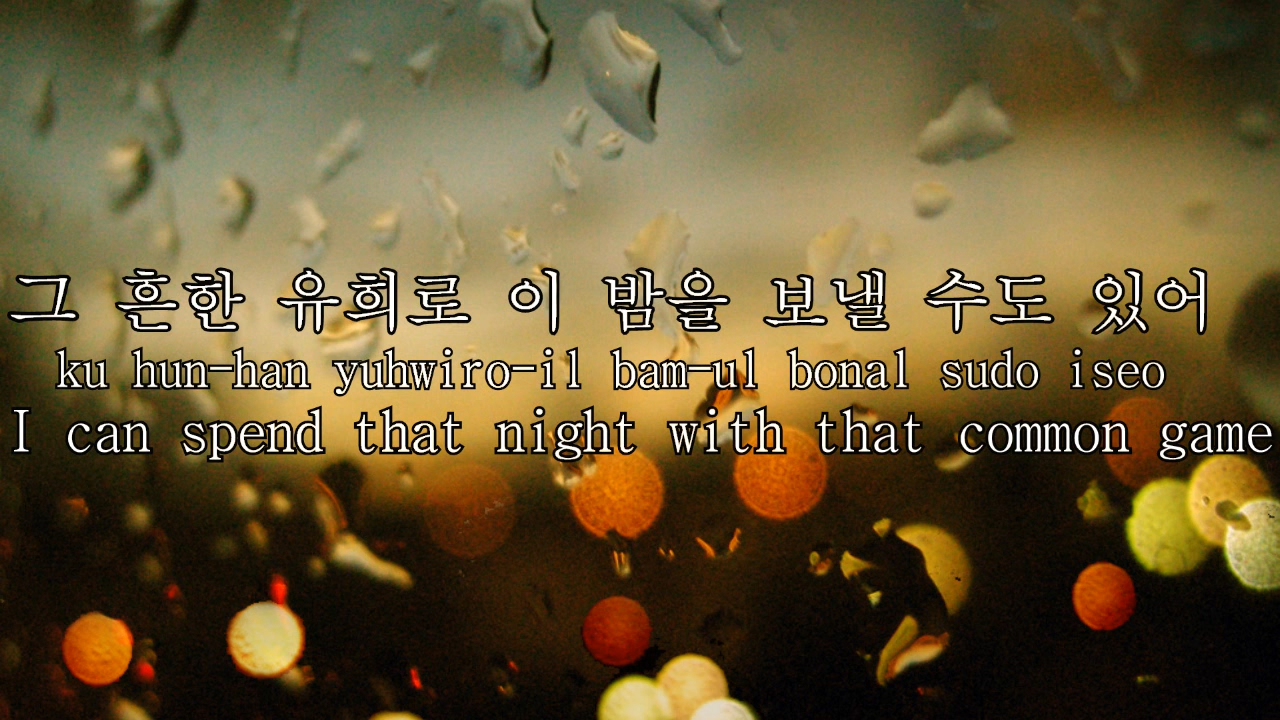 그 흔한 유희로 이 밤을 보낼 수도 있어
ku hun-han yuhwiro-il bam-ul bonal sudo iseo
I can spend that night with that common game